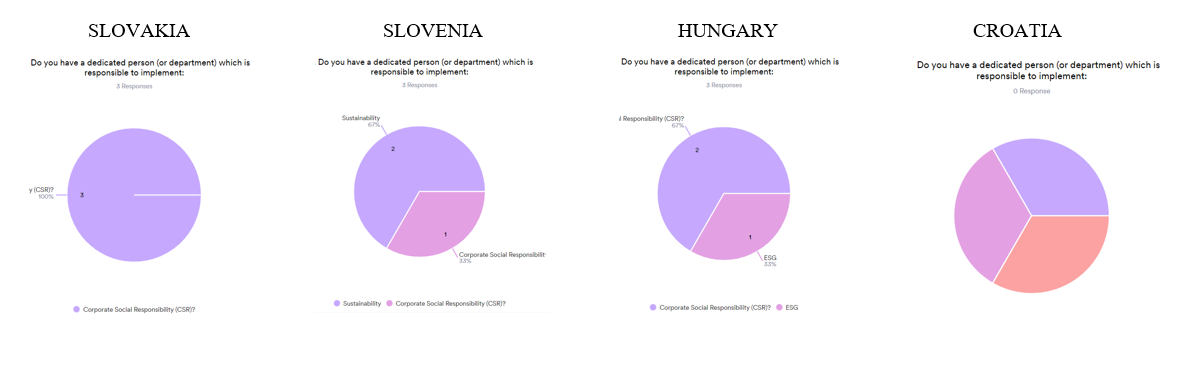 SLOVAKIA
Do you have a dedicated person (or department) which is
responsible to implement:
3 Responses
y (CSR)?
100%
3
Corporate Social Responsibility (CSR)?
SLOVENIA
Do you have a dedicated person (or department) which is
responsible to implement:
3 Responses
Sustainability
67%
2
1
Corporate Social Responsibilit
33%
Sustainability Corporate Social Responsibility (CSR)?
HUNGARY
Do you have a dedicated person (or department) which is
responsible to implement:
3 Responses
l Responsibility (CSR)?
67%
2
1
ESG
33%
Corporate Social Responsibility (CSR)? ESG
CROATIA
Do you have a dedicated person (or department) which is
responsible to implement:
0 Response